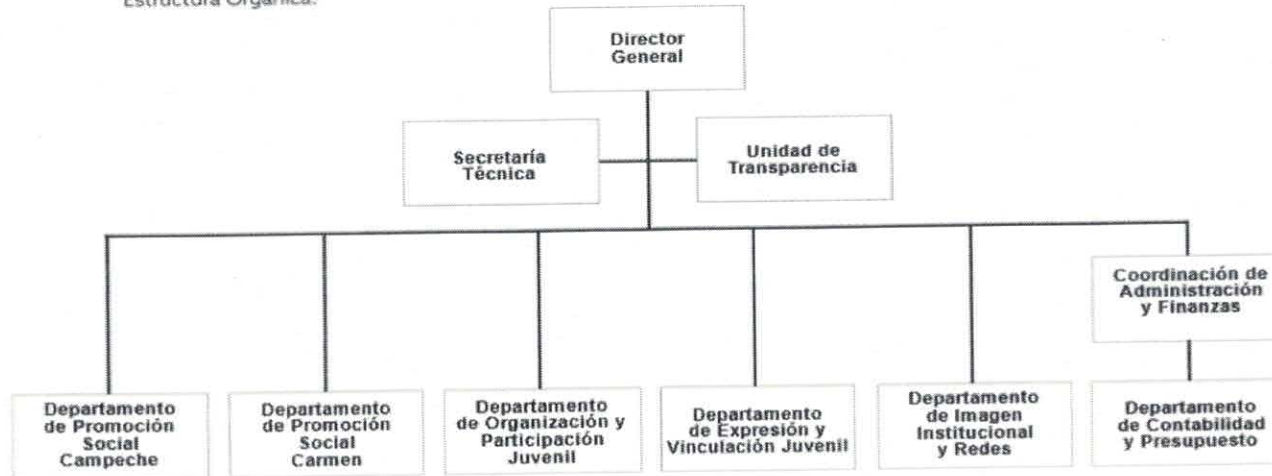 Estructura Orgánica.
Director
General
Secretaría
Técnica
Unidad de
Transparencia
Coordinación de
Administración
y Finanzas
Departamento
de Promoción
Social
Campeche
Departamento
de Promoción
Social
Carmen
Departamento
de Organización y
Participación
Juvenil
Departamento
de Expresión y
Vinculación Juvenil
Departamento
de Imagen
Institucional
y Redes
Departamento
de Contabilidad
y Presupuesto